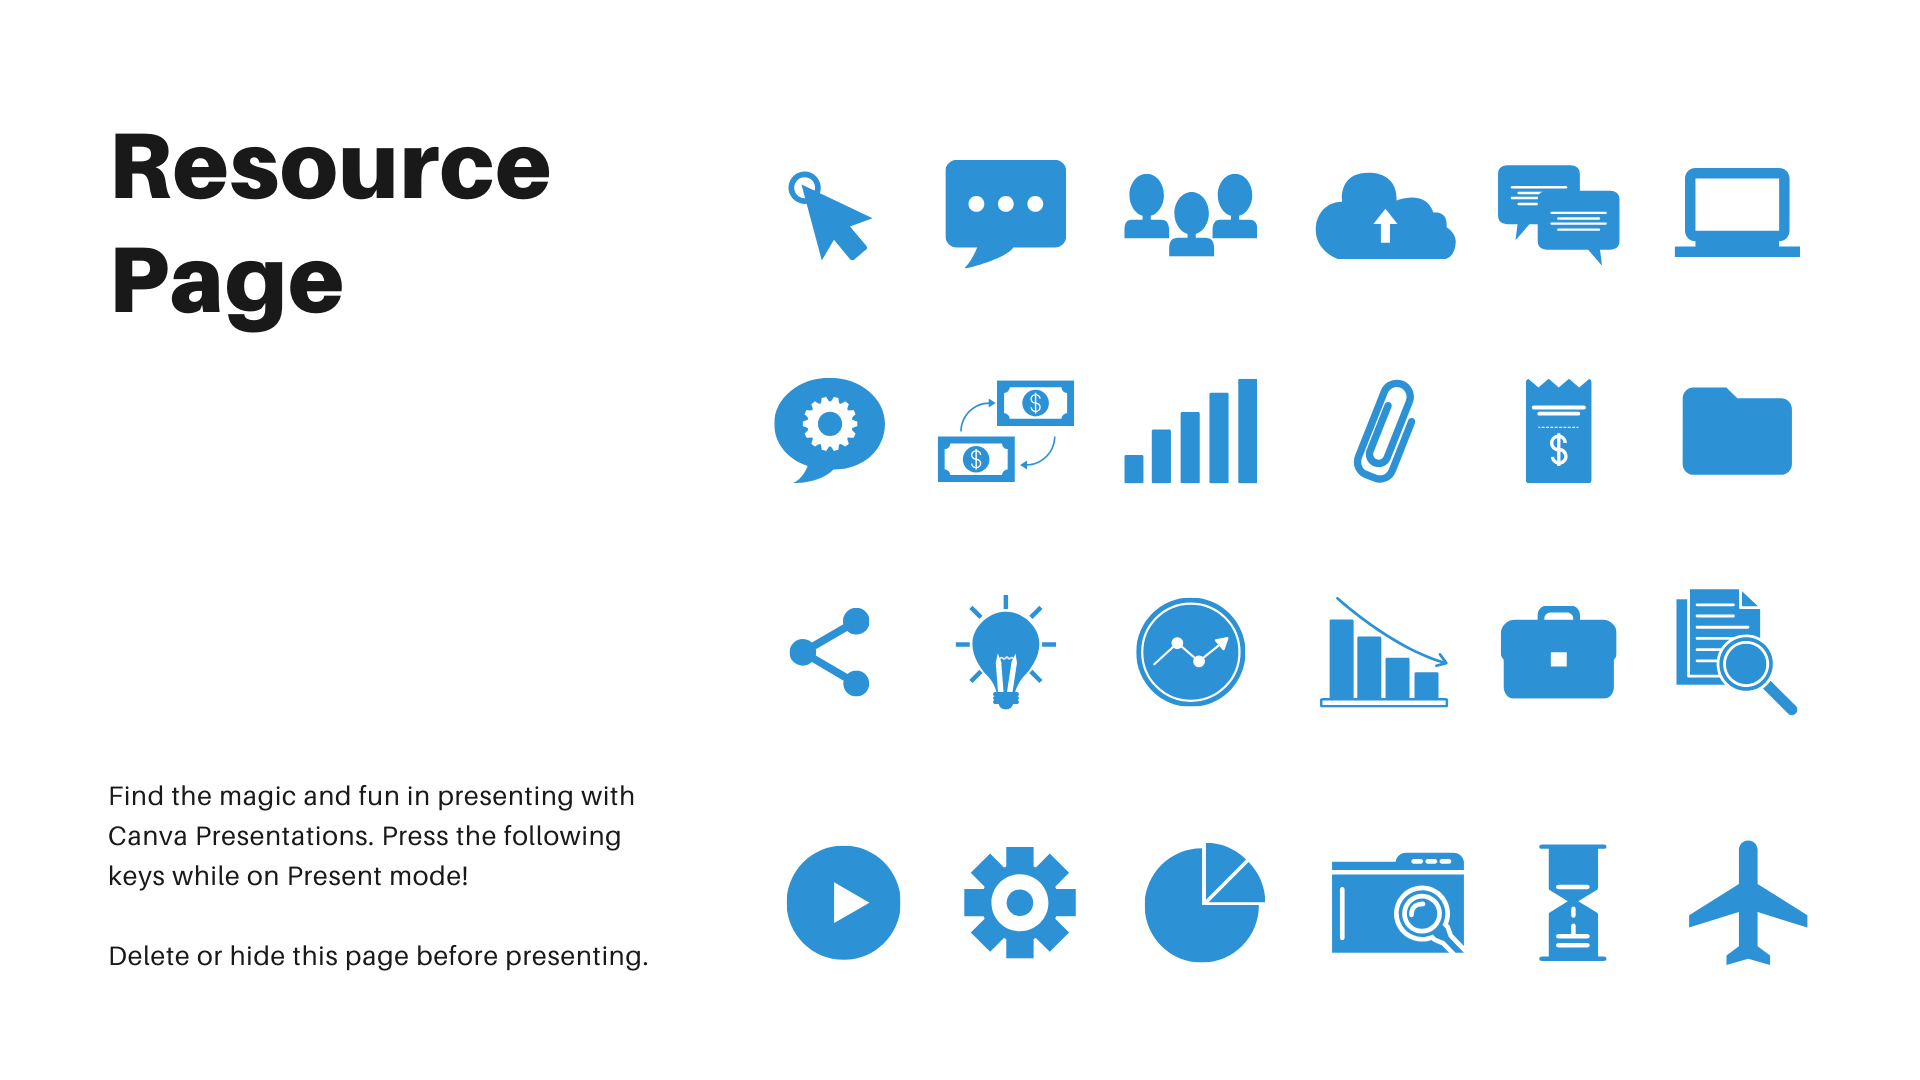 Resource
Page
$
$
$
Find the magic and fun in presenting with
Canva Presentations. Press the following
keys while on Present mode!
Delete or hide this page before presenting.